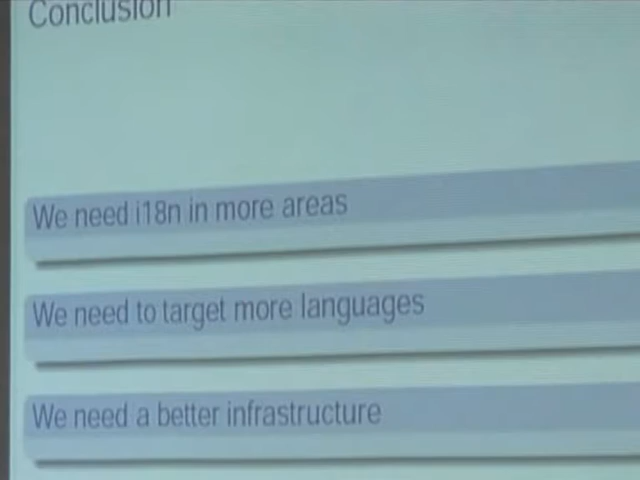 Conclusion
We need i18n in more areas
We need to target more languages
We need a better infrastructure